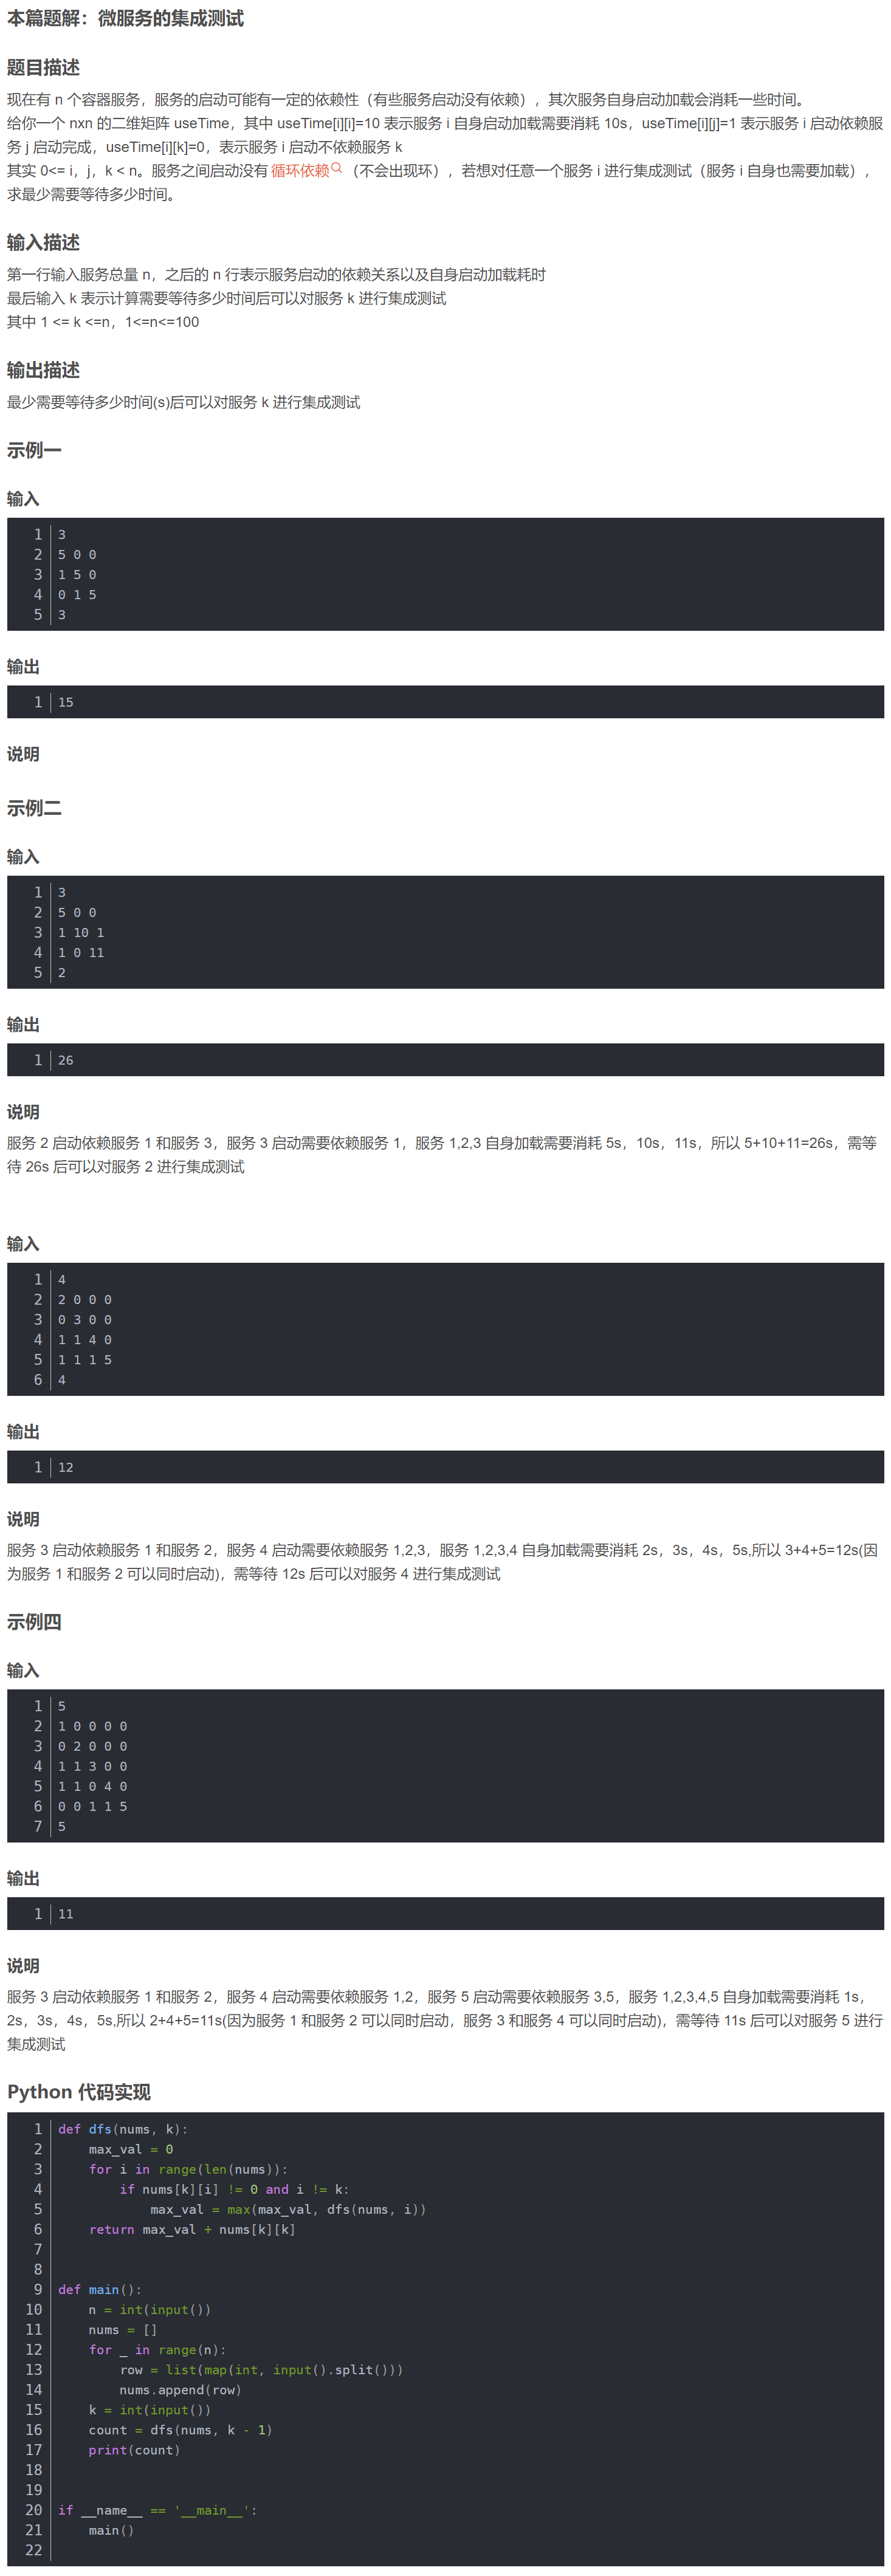 本篇题解：微服务的集成测试
题目描述
现在有 n 个容器服务，服务的启动可能有一定的依赖性（有些服务启动没有依赖），其次服务自身启动加载会消耗一些时间。
给你一个 nxn 的二维矩阵 useTime，其中 useTime[i][i]=10 表示服务 i 自身启动加载需要消耗 10s，useTime[i][j]=1 表示服务 i 启动依赖服
务 j 启动完成，useTime[i][k]=0，表示服务 i 启动不依赖服务 k
其实 0<= i，j，k < n。服务之间启动没有 循环依赖 （不会出现环），若想对任意一个服务 i 进行集成测试（服务 i 自身也需要加载），
求最少需要等待多少时间。
输入描述
第一行输入服务总量 n，之后的 n 行表示服务启动的依赖关系以及自身启动加载耗时
最后输入 k 表示计算需要等待多少时间后可以对服务 k 进行集成测试
其中 1 <= k <=n，1<=n<=100
输出描述
最少需要等待多少时间(s)后可以对服务 k 进行集成测试
示例一
输入
1 3
2 5 0 0
3 1 5 0
4 0 1 5
5 3
输出
1 15
说明
示例二
输入
1 3
2 5 0 0
3 1 10 1
4 1 0 11
5 2
输出
1 26
说明
服务 2 启动依赖服务 1 和服务 3，服务 3 启动需要依赖服务 1，服务 1,2,3 自身加载需要消耗 5s，10s，11s，所以 5+10+11=26s，需等
待 26s 后可以对服务 2 进行集成测试
输入
1 4
2 2 0 0 0
3 0 3 0 0
4 1 1 4 0
5 1 1 1 5
6 4
输出
1 12
说明
服务 3 启动依赖服务 1 和服务 2，服务 4 启动需要依赖服务 1,2,3，服务 1,2,3,4 自身加载需要消耗 2s，3s，4s，5s,所以 3+4+5=12s(因
为服务 1 和服务 2 可以同时启动)，需等待 12s 后可以对服务 4 进行集成测试
示例四
输入
1 5
2 1 0 0 0 0
3 0 2 0 0 0
4 1 1 3 0 0
5 1 1 0 4 0
6 0 0 1 1 5
7 5
输出
1 11
说明
服务 3 启动依赖服务 1 和服务 2，服务 4 启动需要依赖服务 1,2，服务 5 启动需要依赖服务 3,5，服务 1,2,3,4,5 自身加载需要消耗 1s，
2s，3s，4s，5s,所以 2+4+5=11s(因为服务 1 和服务 2 可以同时启动，服务 3 和服务 4 可以同时启动)，需等待 11s 后可以对服务 5 进行
集成测试
Python 代码实现
1 def dfs(nums, k):
2     max_val = 0
3     for i in range(len(nums)):
4         if nums[k][i] != 0 and i != k:
5             max_val = max(max_val, dfs(nums, i))
6     return max_val + nums[k][k]
7
8
9 def main():
10     n = int(input())
11     nums = []
12     for _ in range(n):
13         row = list(map(int, input().split()))
14         nums.append(row)
15     k = int(input())
16     count = dfs(nums, k - 1)
17     print(count)
18
19
20 if __name__ == '__main__':
21     main()
22